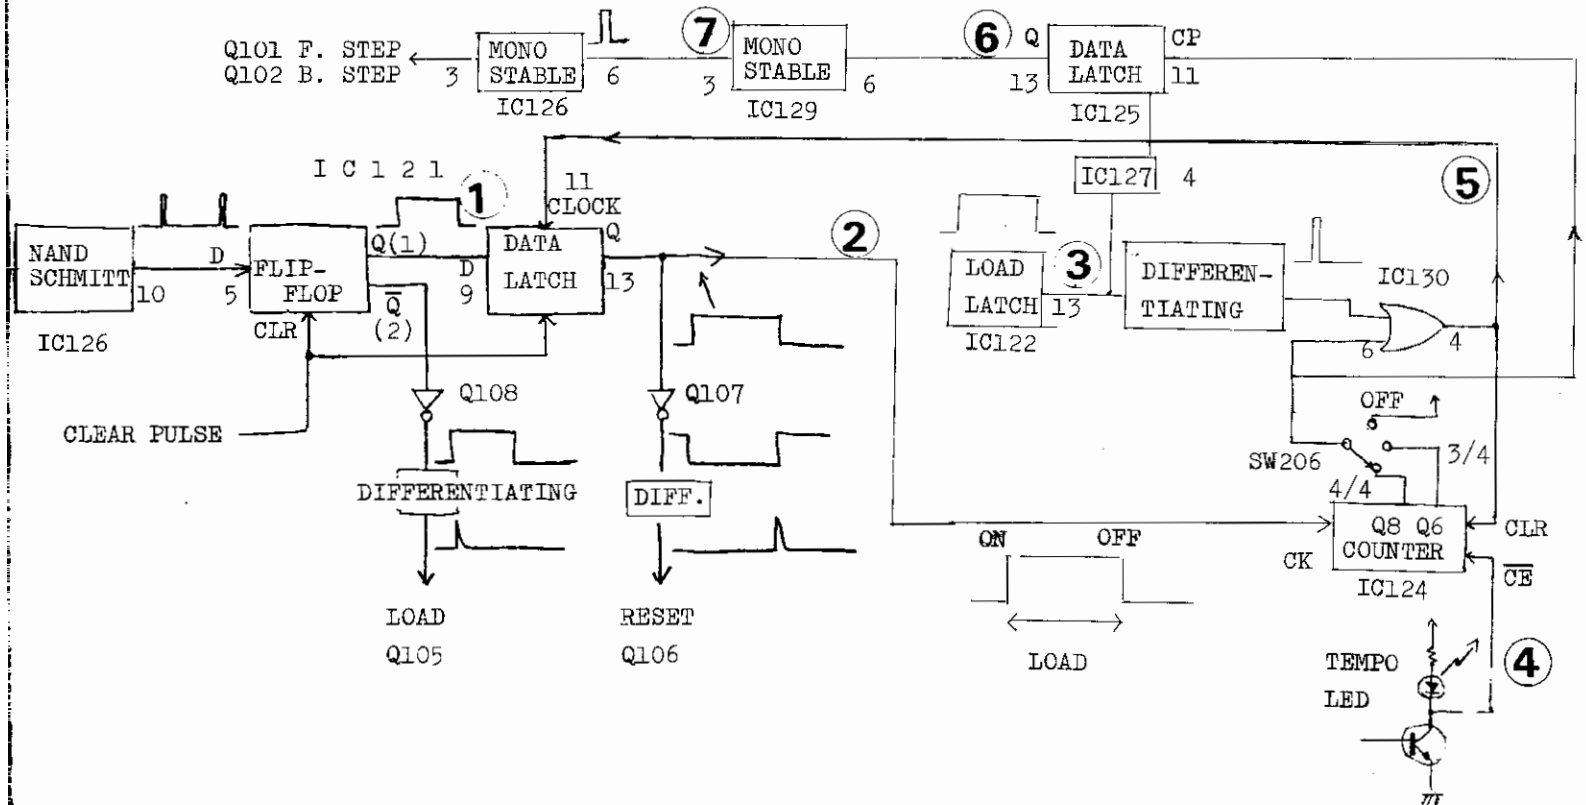 Q101 F. STEP
Q102 B. STEP
3
MONO
STABLE
IC126
6
7
3
MONO
STABLE
IC129
6
6
Q
13
DATA
LATCH
IC125
CP
11
IC127
4
5
IC121
1
11
CLOCK
NAND
SCHMITT
10
IC126
D
5
FLIP-
FLOP
CLR
Q(1)
Q̅
(2)
D
9
DATA
LATCH
Q
13
2
LOAD
LATCH
IC122
13
3
DIFFEREN-
TIATING
IC130
6
4
CLEAR PULSE
Q108
Q107
DIFFERENTIATING
DIFF.
LOAD
Q105
RESET
Q106
ON
OFF
LOAD
OFF
SW206
3/4
4/4
Q8 Q6
COUNTER
IC124
CK
CLR
C̅E̅
TEMPO
LED
4